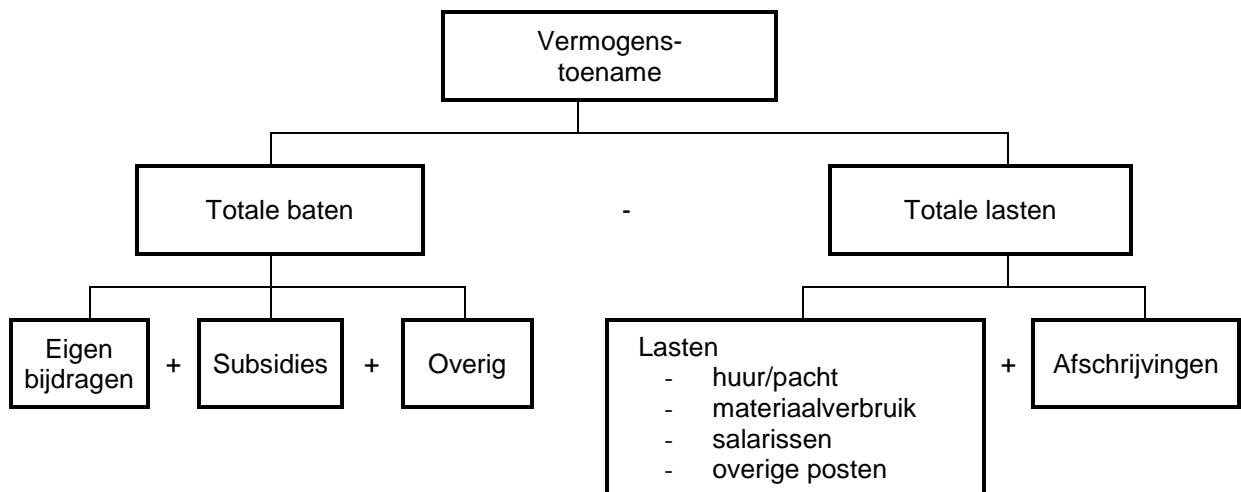 Vermogens-
toename
Totale baten
-
Totale lasten
Eigen
bijdragen
+
Subsidies
+
Overig
Lasten
- huur/pacht
- materiaalverbruik
- salarissen
- overige posten
+
Afschrijvingen